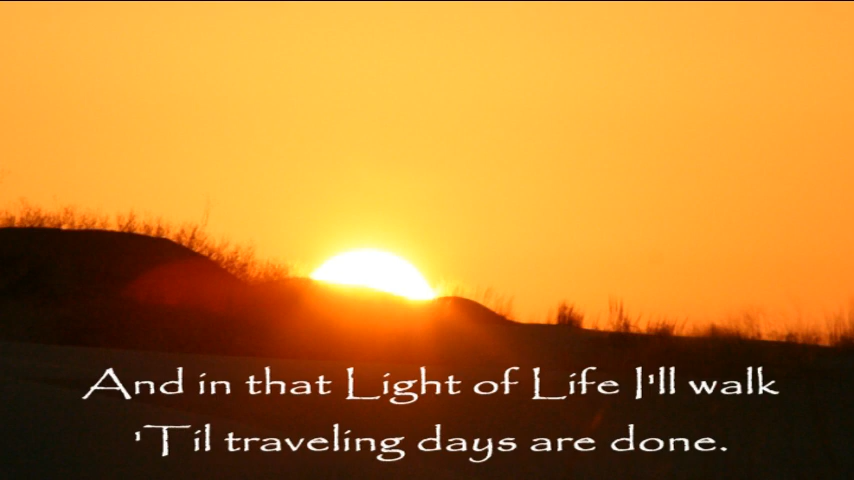 And in that Light of Life I'll walk
'Til traveling days are done.